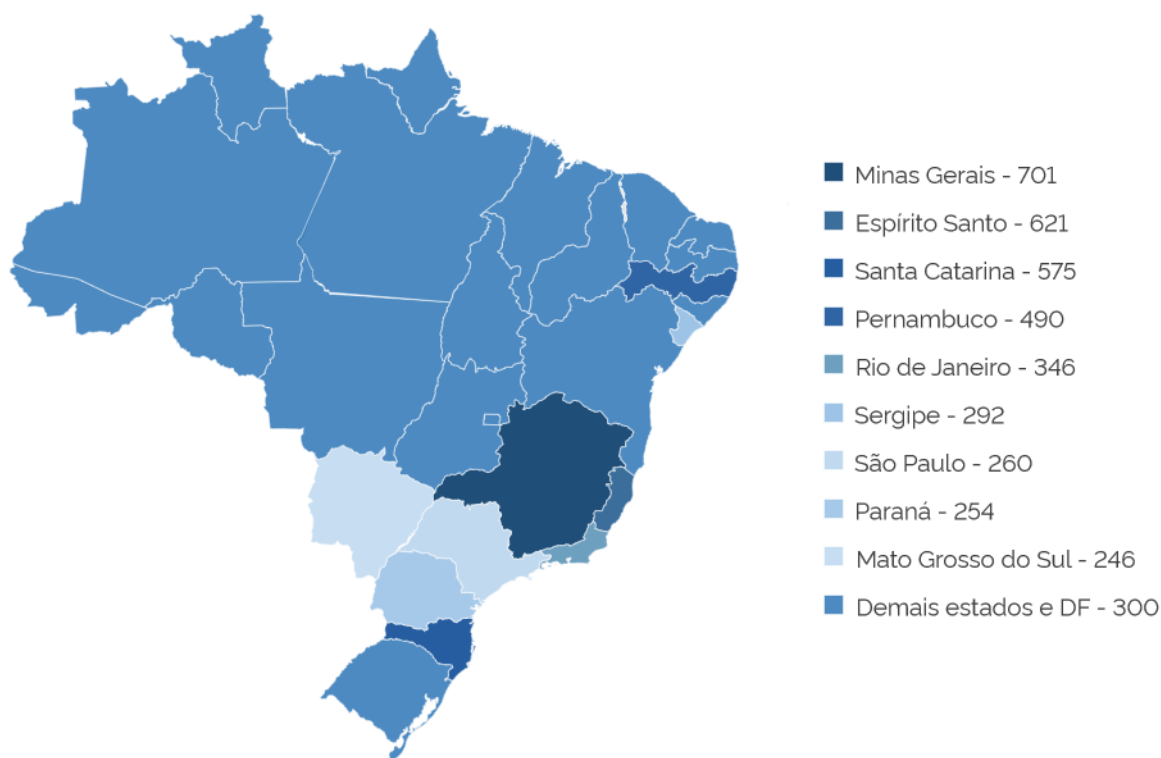 Minas Gerais - 701
Espírito Santo - 621
Santa Catarina - 575
Pernambuco - 490
Rio de Janeiro - 346
Sergipe - 292
São Paulo - 260
Paraná - 254
Mato Grosso do Sul - 246
Demais estados e DF - 300